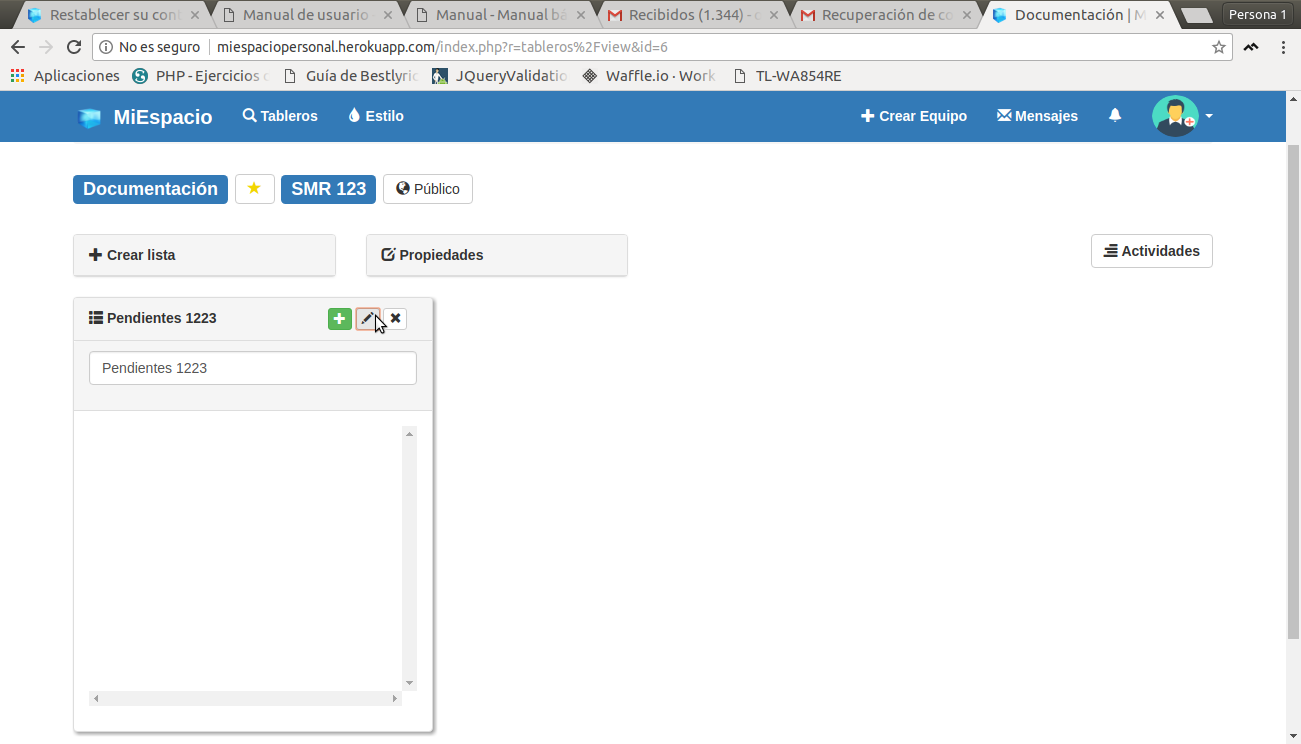 Restablecer su con
Manual de usuario
Manual - Manual bá
Recibidos (1.344) -
Recuperación de co
Documentación | M
Persona 1
No es seguro
miespaciopersonal.herokuapp.com/index.php?r=tableros%2Fview&id=6
Aplicaciones
PHP - Ejercicios
Guía de Bestlyric
JQueryValidatio
Waffle.io · Work
TL-WA854RE
MiEspacio
Tableros
Estilo
Crear Equipo
Mensajes
Documentación
SMR 123
Público
Crear lista
Propiedades
Actividades
Pendientes 1223
Pendientes 1223